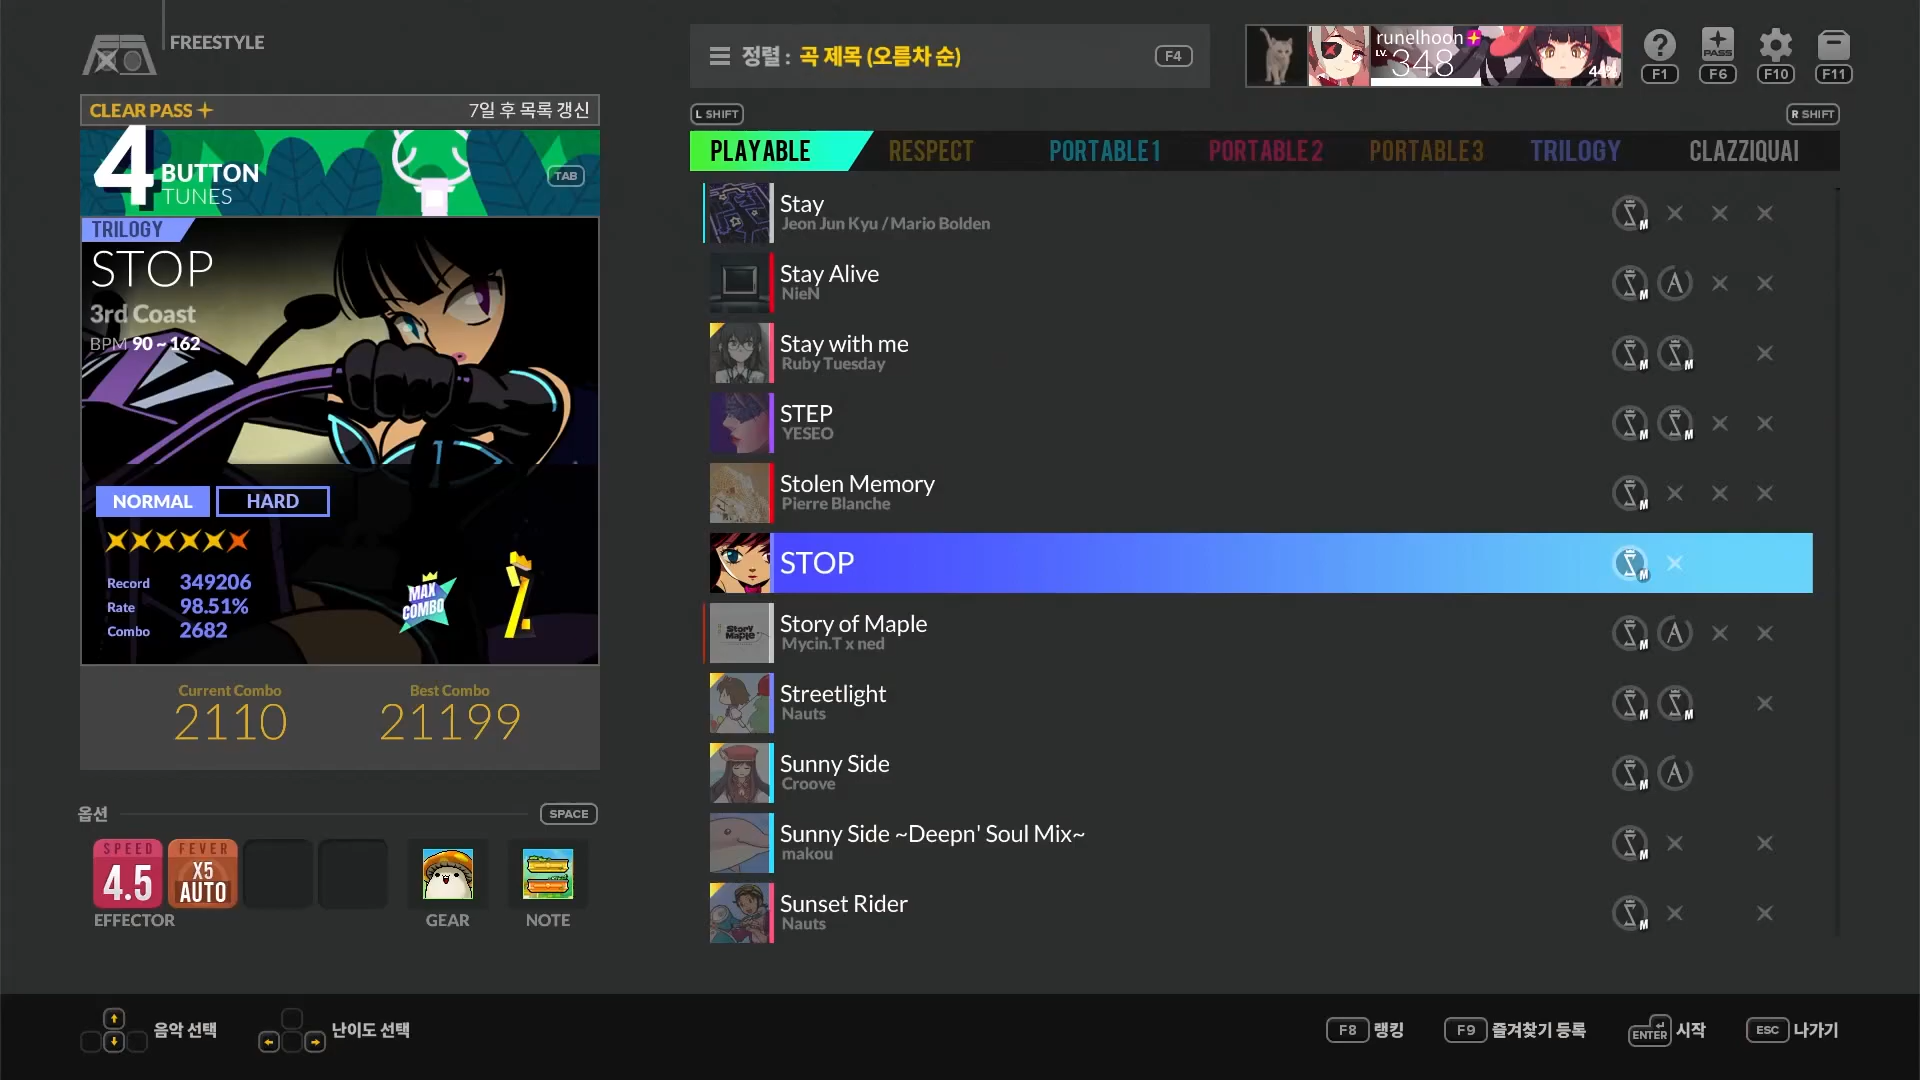 FREESTYLE
CLEAR PASS 7일 후 목록 갱신
4 BUTTON TUNES TAB
TRILOGY
STOP
3rd Coast
BPM 90 ~ 162
NORMAL HARD
Record 349206
Rate 98.51%
Combo 2682
MAX COMBO
Current Combo Best Combo
2110 21199
옵션 SPACE
SPEED 4.5 FEVER X5 AUTO
EFFECTOR GEAR NOTE
정렬 : 곡 제목 (오름차 순) F4
runelhoon
LV. 348
PASS
F1 F6 F10 F11
L SHIFT R SHIFT
PLAYABLE RESPECT PORTABLE 1 PORTABLE 2 PORTABLE 3 TRILOGY CLAZZIQUAI
Stay
Jeon Jun Kyu / Mario Bolden
M
Stay Alive
NieN
M A
Stay with me
Ruby Tuesday
M M
STEP
YESEO
M M
Stolen Memory
Pierre Blanche
M
STOP
M
Story of Maple
Mycin.T x ned
M A
Streetlight
Nauts
M M
Sunny Side
Croove
M A
Sunny Side ~Deepn' Soul Mix~
makou
M
Sunset Rider
Nauts
M
음악 선택 난이도 선택 F8 랭킹 F9 즐겨찾기 등록 ENTER 시작 ESC 나가기